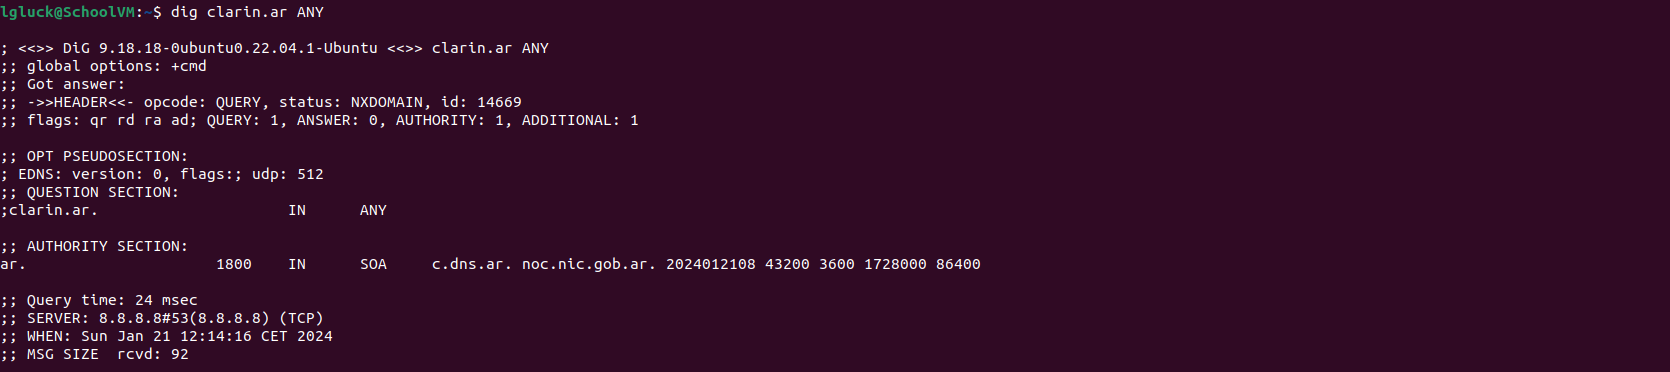 lgluck@SchoolVM:~$ dig clarin.ar ANY
; <<>> DiG 9.18.18-0ubuntu0.22.04.1-Ubuntu <<>> clarin.ar ANY
;; global options: +cmd
;; Got answer:
;; ->>HEADER<<- opcode: QUERY, status: NXDOMAIN, id: 14669
;; flags: qr rd ra ad; QUERY: 1, ANSWER: 0, AUTHORITY: 1, ADDITIONAL: 1
;; OPT PSEUDOSECTION:
; EDNS: version: 0, flags:; udp: 512
;; QUESTION SECTION:
;clarin.ar. IN ANY
;; AUTHORITY SECTION:
ar. 1800 IN SOA c.dns.ar. noc.nic.gob.ar. 2024012108 43200 3600 1728000 86400
;; Query time: 24 msec
;; SERVER: 8.8.8.8#53(8.8.8.8) (TCP)
;; WHEN: Sun Jan 21 12:14:16 CET 2024
;; MSG SIZE rcvd: 92